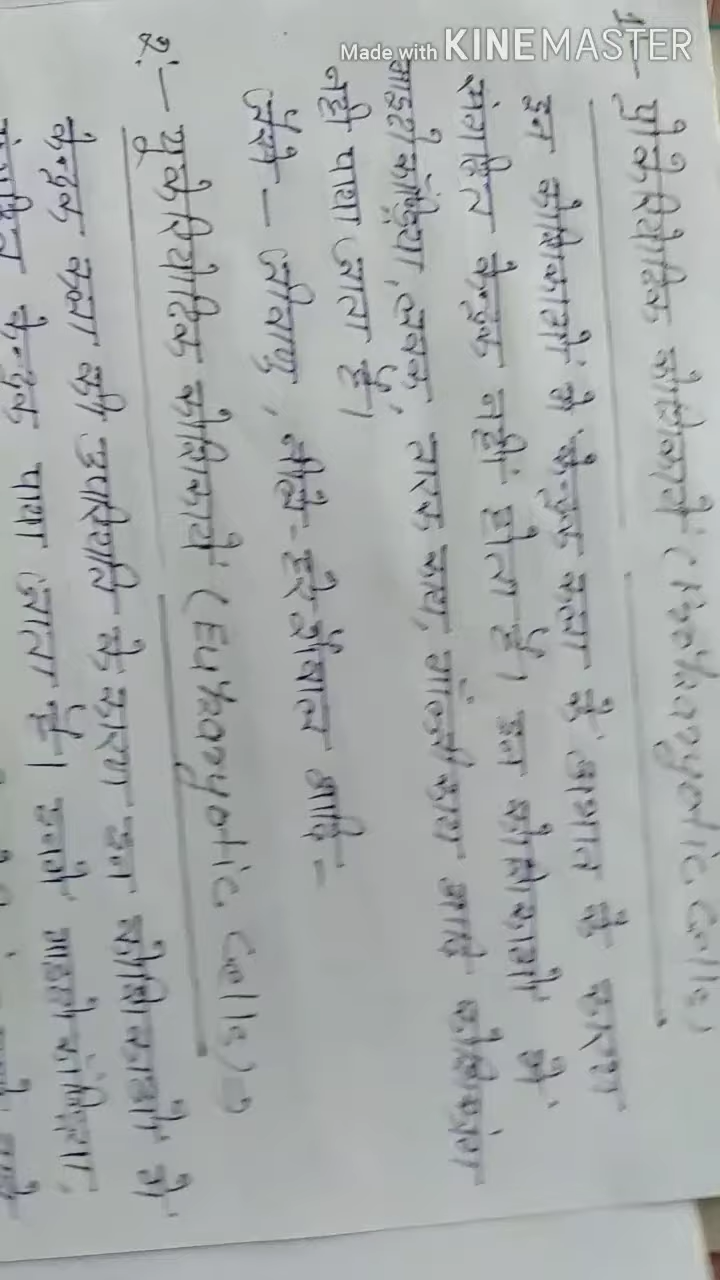 Made with KINEMASTER
1:- प्रोकैरियोटिक कोशिकायें (Prokaryotic Cells)
इन कोशिकाओं में केन्द्रक कला के अभाव के कारण
संगठित केन्द्रक नहीं होता है। इन कोशिकाओं में
माइटोकॉण्ड्रिया, लवक, तारक काय, गॉल्जीकाय आदि कोशिकांग
नहीं पाया जाता है।
जैसे - जीवाणु, नीले-हरे शैवाल आदि =
2:- यूकैरियोटिक कोशिकायें (Eukaryotic Cells) =>
केन्द्रक कला की उपस्थिति के कारण इन कोशिकाओं में
संगठित केन्द्रक पाया जाता है। इनमें माइटोकांड्रिया,